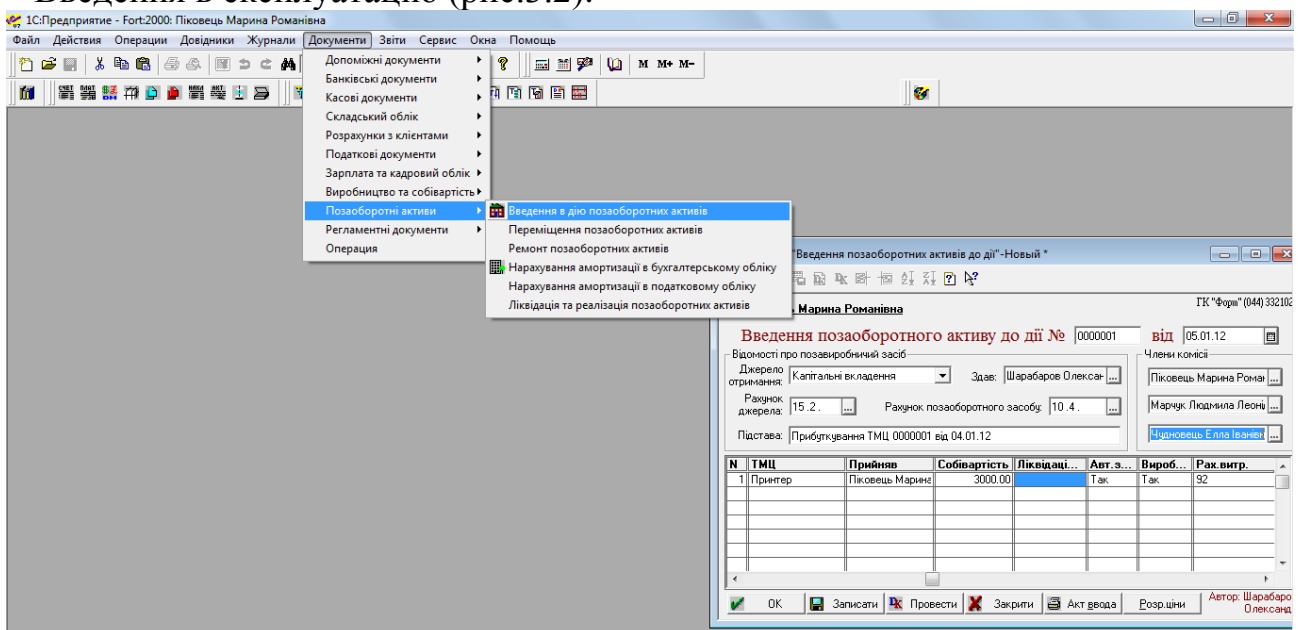 Введення в експлуатацію (рис.3.2).
1С:Предприятие - Fort:2000: Піковець Марина Романівна
Файл Действия Операции Довідники Журнали Документи Звіти Сервис Окна Помощь
M M+ M-
Допоміжні документи
Банківські документи
Касові документи
Складський облік
Розрахунки з клієнтами
Податкові документи
Зарплата та кадровий облік
Виробництво та собівартість
Позаоборотні активи
Регламентні документи
Операция
Введення в дію позаоборотних активів
Переміщення позаоборотних активів
Ремонт позаоборотних активів
Нарахування амортизації в бухгалтерському обліку
Нарахування амортизації в податковому обліку
Ліквідація та реалізація позаоборотних активів
"Введення позаоборотних активів до дії"-Новый *
Марина Романівна
ГК "Форт" (044) 332102
Введення позаоборотного активу до дії № 0000001 від 05.01.12
Відомості про позавиробничий засіб
Члени комісії
Джерело отримання: Капітальні вкладення Здав: Шарабаров Олексан ...
Піковець Марина Роман ...
Рахунок джерела: 15.2. ... Рахунок позаоборотного засобу: 10.4. ...
Марчук Людмила Леоні ...
Підстава: Прибуткування ТМЦ 0000001 від 04.01.12
Чудновець Елла Іванівн ...
N ТМЦ Прийняв Собівартість Ліквідаці... Авт.з... Вироб... Рах.витр.
1 Принтер Піковець Марина 3000.00 Так Так 92
OK Записати Провести Закрити Акт ввода Розр.ціни
Автор: Шарабаро
Олександ